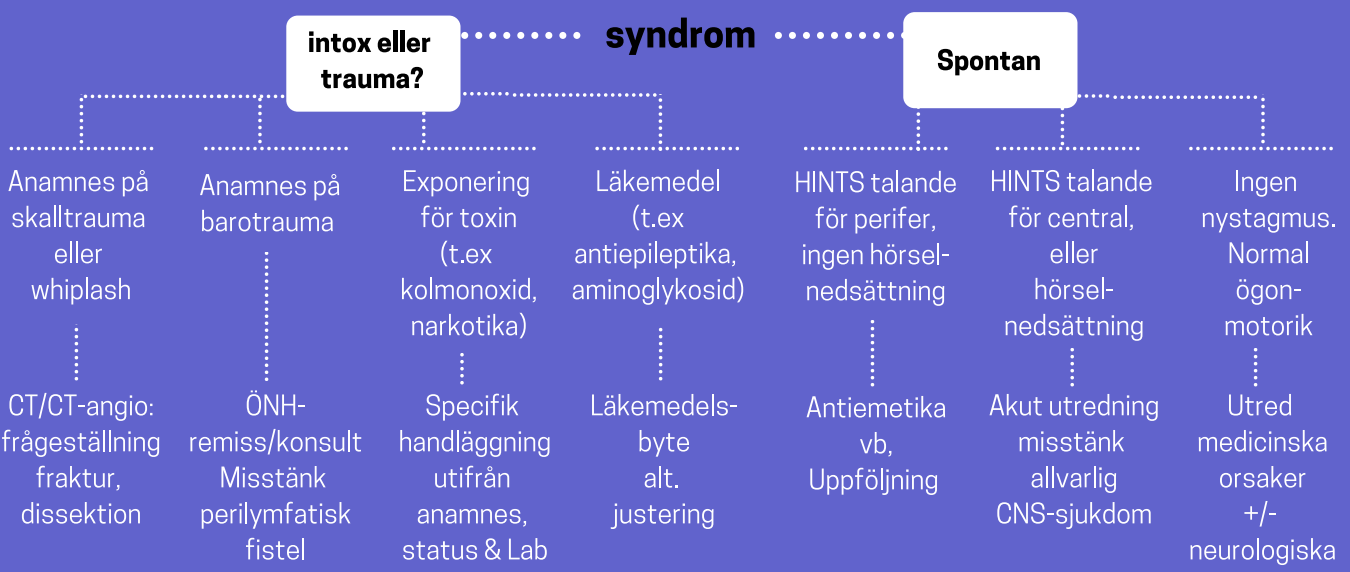 syndrom
intox eller
trauma?
Anamnes på
skalltrauma
eller
whiplash
CT/CT-angio:
frågeställning
fraktur,
dissektion
Anamnes på
barotrauma
ÖNH-
remiss/konsult
Misstänk
perilymfatisk
fistel
Exponering
för toxin
(t.ex
kolmonoxid,
narkotika)
Specifik
handläggning
utifrån
anamnes,
status & Lab
Läkemedel
(t.ex
antiepileptika,
aminoglykosid)
Läkemedels-
byte
alt.
justering
Spontan
HINTS talande
för perifer,
ingen hörsel-
nedsättning
Antiemetika
vb,
Uppföljning
HINTS talande
för central,
eller
hörsel-
nedsättning
Akut utredning
misstänk
allvarlig
CNS-sjukdom
Ingen
nystagmus.
Normal
ögon-
motorik
Utred
medicinska
orsaker
+/-
neurologiska